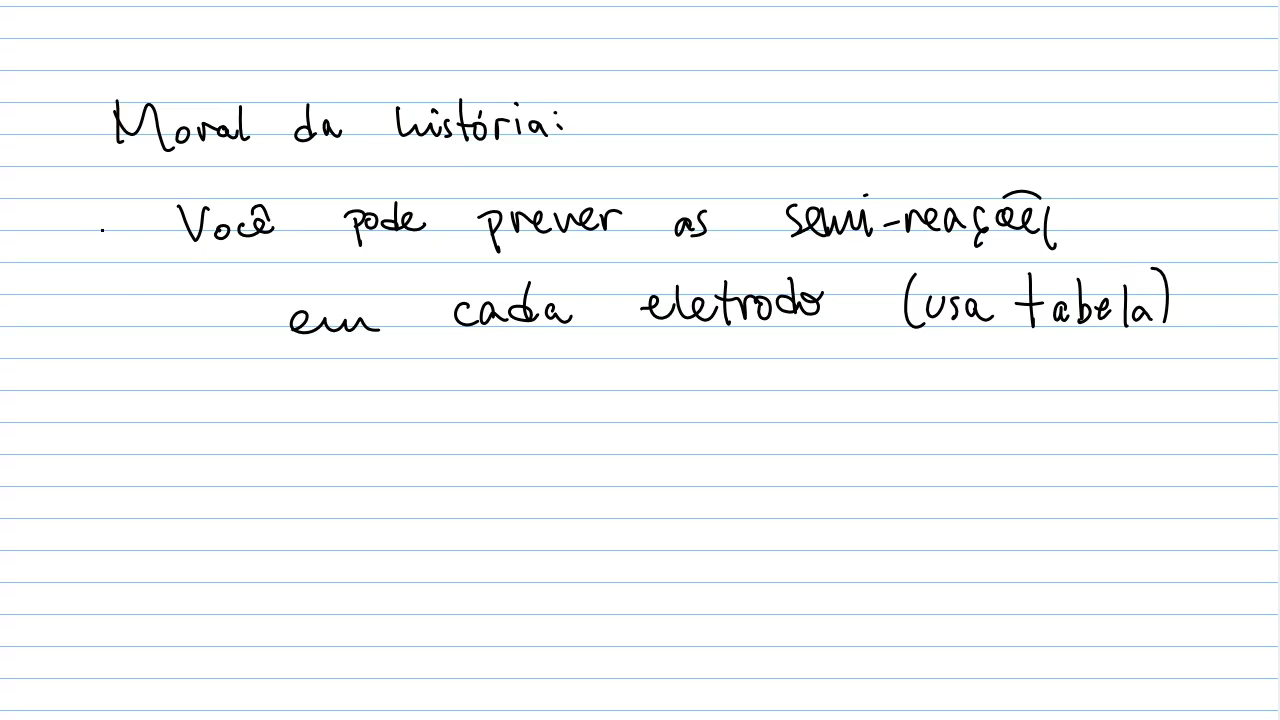 Moral da história:
Você pode prever as semi-reações
em cada eletrodo (usa tabela)